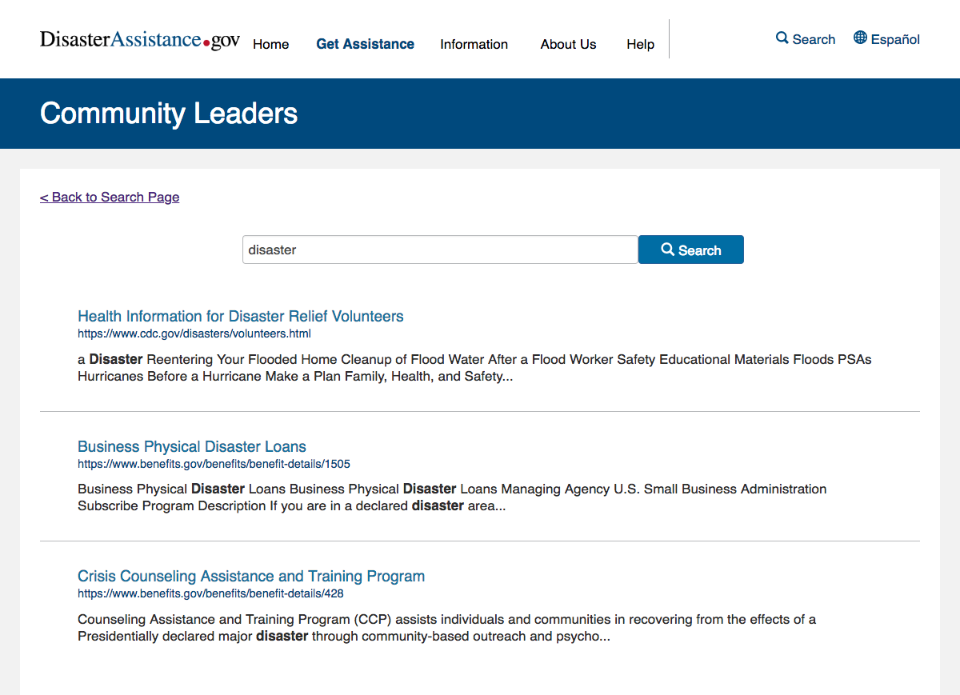 DisasterAssistance.gov Home Get Assistance Information About Us Help Search Español
Community Leaders
< Back to Search Page
disaster Search
Health Information for Disaster Relief Volunteers
https://www.cdc.gov/disasters/volunteers.html
a Disaster Reentering Your Flooded Home Cleanup of Flood Water After a Flood Worker Safety Educational Materials Floods PSAs
Hurricanes Before a Hurricane Make a Plan Family, Health, and Safety...
Business Physical Disaster Loans
https://www.benefits.gov/benefits/benefit-details/1505
Business Physical Disaster Loans Business Physical Disaster Loans Managing Agency U.S. Small Business Administration
Subscribe Program Description If you are in a declared disaster area...
Crisis Counseling Assistance and Training Program
https://www.benefits.gov/benefits/benefit-details/428
Counseling Assistance and Training Program (CCP) assists individuals and communities in recovering from the effects of a
Presidentially declared major disaster through community-based outreach and psycho...